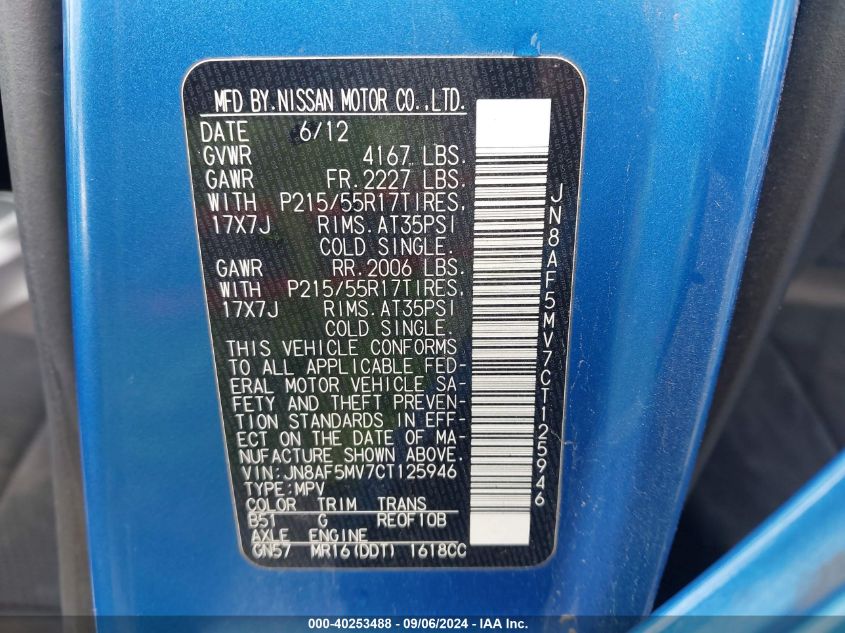 MFD BY.NISSAN MOTOR CO.,LTD.
DATE 6/12
GVWR 4167 LBS.
GAWR FR.2227 LBS.
WITH P215/55R17TIRES,
17X7J RIMS.AT35PSI
COLD SINGLE.
GAWR RR.2006 LBS.
WITH P215/55R17TIRES,
17X7J RIMS.AT35PSI
COLD SINGLE.
THIS VEHICLE CONFORMS
TO ALL APPLICABLE FED-
ERAL MOTOR VEHICLE SA-
FETY AND THEFT PREVEN-
TION STANDARDS IN EFF-
ECT ON THE DATE OF MA-
NUFACTURE SHOWN ABOVE.
VIN:JN8AF5MV7CT125946
TYPE:MPV
COLOR TRIM TRANS
B51 G RE0F10B
AXLE ENGINE
GN57 MR16(DDT) 1618CC
JN8AF5MV7CT125946
000-40253488 - 09/06/2024 - IAA Inc.